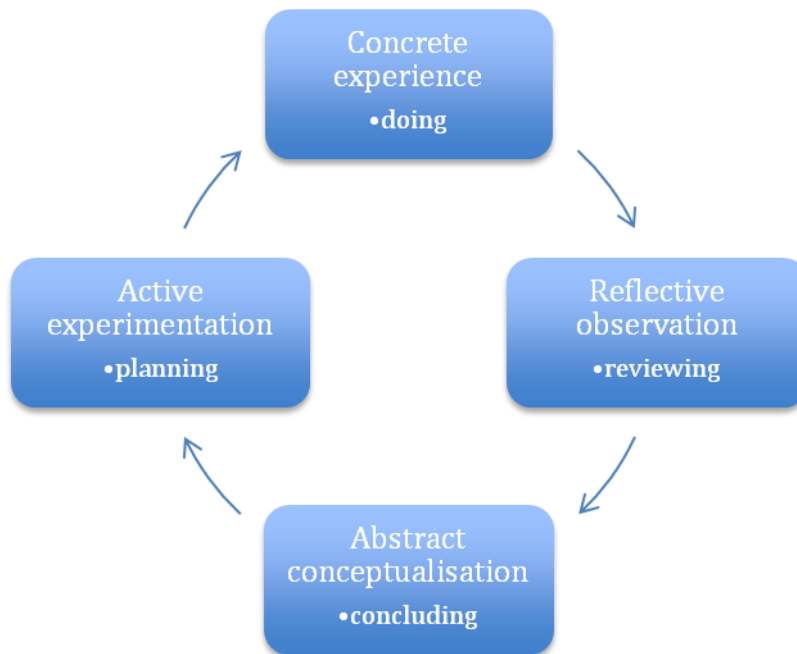 Concrete
experience
•doing
Active
experimentation
•planning
Reflective
observation
•reviewing
Abstract
conceptualisation
•concluding